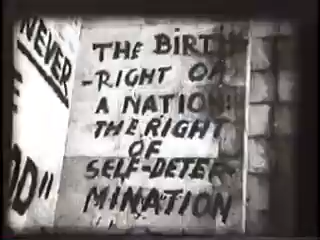 NEVER
THE BIRTH
-RIGHT OF
A NATION:
THE RIGHT
OF
SELF-DETER-
MINATION